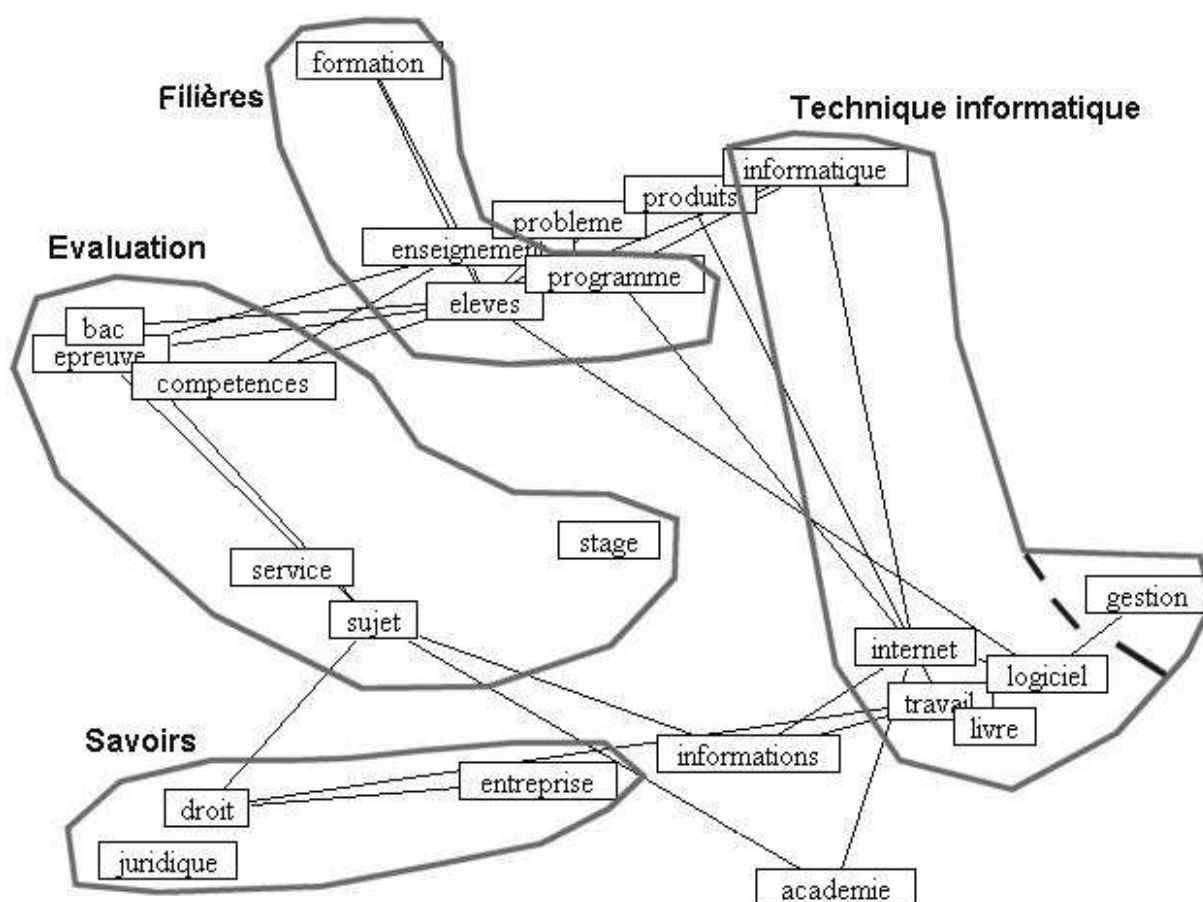 formation
Filières
Technique informatique
informatique
produits
probleme
enseignement
Evaluation
programme
eleves
bac
epreuve
competences
stage
service
gestion
sujet
internet
logiciel
travail
livre
Savoirs
informations
entreprise
droit
juridique
academie